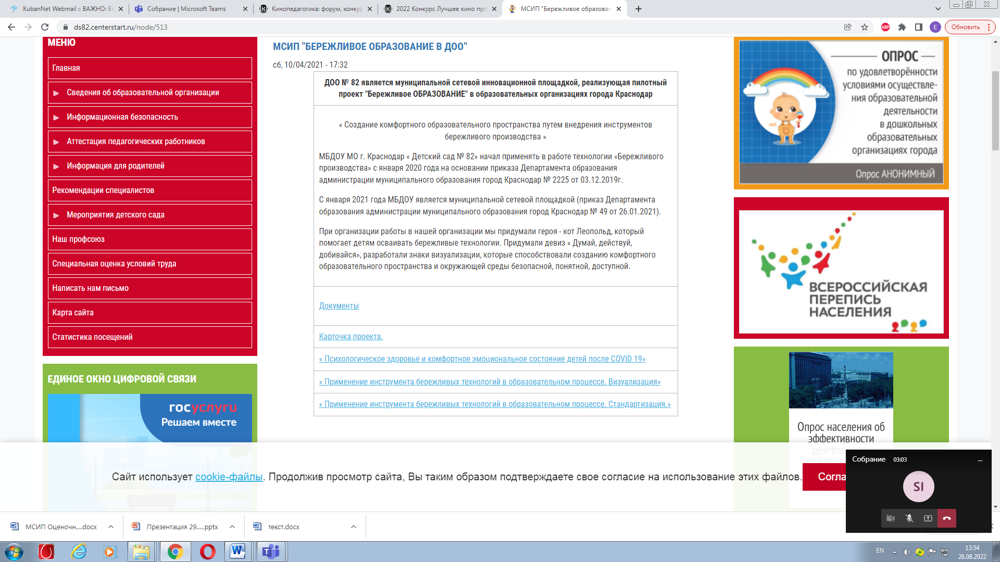 KubanNet Webmail :: ВАЖНО: Ве
Собрание | Microsoft Teams
Кинопедагогика: форум, конкур
2022 Конкурс Лучшее кино про
МСИП "Бережливое образован
ds82.centerstart.ru/node/513
ABP
E
Обновить
МЕНЮ
Главная
Сведения об образовательной организации
Информационная безопасность
Аттестация педагогических работников
Информация для родителей
Рекомендации специалистов
Мероприятия детского сада
Наш профсоюз
Специальная оценка условий труда
Написать нам письмо
Карта сайта
Статистика посещений
ЕДИНОЕ ОКНО ЦИФРОВОЙ СВЯЗИ
госуслуги
Решаем вместе
МСИП "БЕРЕЖЛИВОЕ ОБРАЗОВАНИЕ В ДОО"
сб, 10/04/2021 - 17:32
ДОО № 82 является муниципальной сетевой инновационной площадкой, реализующая пилотный
проект "Бережливое ОБРАЗОВАНИЕ" в образовательных организациях города Краснодар
« Создание комфортного образовательного пространства путем внедрения инструментов
бережливого производства »
МБДОУ МО г. Краснодар « Детский сад № 82» начал применять в работе технологии «Бережливого
производства» с января 2020 года на основании приказа Департамента образования
администрации муниципального образования город Краснодар № 2225 от 03.12.2019г.
С января 2021 года МБДОУ является муниципальной сетевой площадкой (приказ Департамента
образования администрации муниципального образования город Краснодар № 49 от 26.01.2021).
При организации работы в нашей организации мы придумали героя - кот Леопольд, который
помогает детям осваивать бережливые технологии. Придумали девиз « Думай, действуй,
добивайся», разработали знаки визуализации, которые способствовали созданию комфортного
образовательного пространства и окружающей среды безопасной, понятной, доступной.
Документы
Карточка проекта.
« Психологическое здоровье и комфортное эмоциональное состояние детей после COVID 19»
« Применение инструмента бережливых технологий в образовательном процессе. Визуализация»
« Применение инструмента бережливых технологий в образовательном процессе. Стандартизация.»
ОПРОС
по удовлетворённости
условиями осуществле-
ния образовательной
деятельности
в дошкольных
образовательных
организациях города
Опрос АНОНИМНЫЙ
ВСЕРОССИЙСКАЯ
ПЕРЕПИСЬ
НАСЕЛЕНИЯ
Опрос населения об
эффективности
деятельности
Сайт использует cookie-файлы. Продолжив просмотр сайта, Вы таким образом подтверждаете свое согласие на использование этих файлов.
Согла
Собрание 03:03
SI
МСИП Оценочн....docx
Презентация 29.....pptx
текст.docx
EN
13:54
26.08.2022